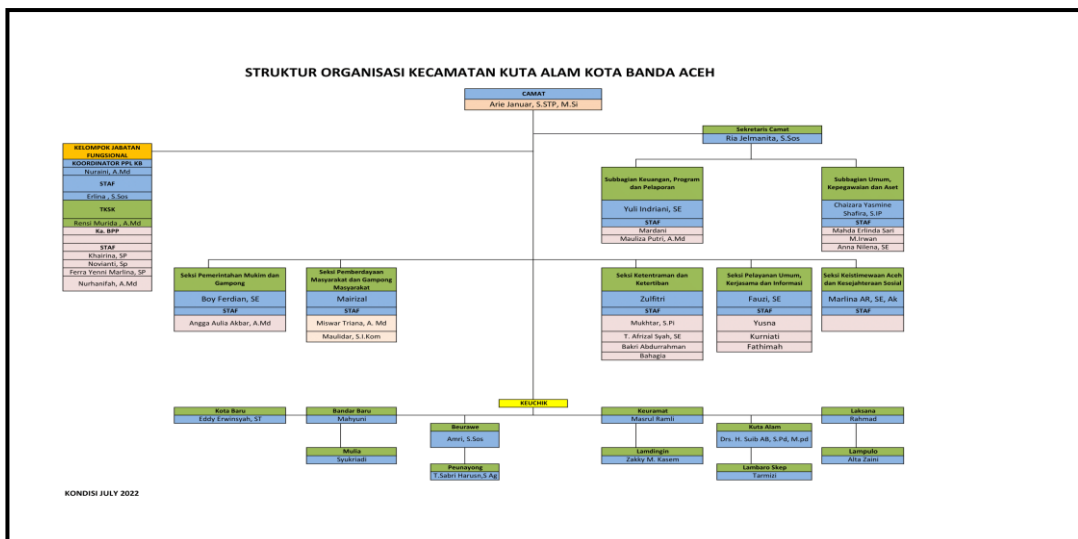 STRUKTUR ORGANISASI KECAMATAN KUTA ALAM KOTA BANDA ACEH
CAMAT
Arie Januar, S.STP, M.Si
Sekretaris Camat
Ria Jelmanita, S.Sos
KELOMPOK JABATAN
FUNGSIONAL
KOORDINATOR PPL KB
Nuraini, A.Md
STAF
Erlina , S.Sos
TKSK
Rensi Murida , A.Md
Ka. BPP
STAF
Khairina, SP
Novianti, Sp
Ferra Yenni Marlina, SP
Nurhanifah, A.Md
Subbagian Keuangan, Program
dan Pelaporan
Yuli Indriani, SE
STAF
Mardani
Mauliza Putri, A.Md
Subbagian Umum,
Kepegawaian dan Aset
Chaizara Yasmine
Shafira, S.IP
STAF
Mahda Erlinda Sari
M.Irwan
Anna Nilena, SE
Seksi Pemerintahan Mukim dan
Gampong
Boy Ferdian, SE
STAF
Angga Aulia Akbar, A.Md
Seksi Pemberdayaan
Masyarakat dan Gampong
Masyarakat
Mairizal
STAF
Miswar Triana, A. Md
Maulidar, S.I.Kom
Seksi Ketentraman dan
Ketertiban
Zulfitri
STAF
Mukhtar, S.Pi
T. Afrizal Syah, SE
Bakri Abdurrahman
Bahagia
Seksi Pelayanan Umum,
Kerjasama dan Informasi
Fauzi, SE
STAF
Yusna
Kurniati
Fathimah
Seksi Keistimewaan Aceh
dan Kesejahteraan Sosial
Marlina AR, SE, Ak
STAF
KEUCHIK
Kota Baru
Eddy Erwinsyah, ST
Bandar Baru
Mahyuni
Mulia
Syukriadi
Beurawe
Amri, S.Sos
Peunayong
T.Sabri Harusn,S Ag
Keuramat
Masrul Ramli
Lamdingin
Zakky M. Kasem
Kuta Alam
Drs. H. Suib AB, S.Pd, M.pd
Lambaro Skep
Tarmizi
Laksana
Rahmad
Lampulo
Alta Zaini
KONDISI JULY 2022